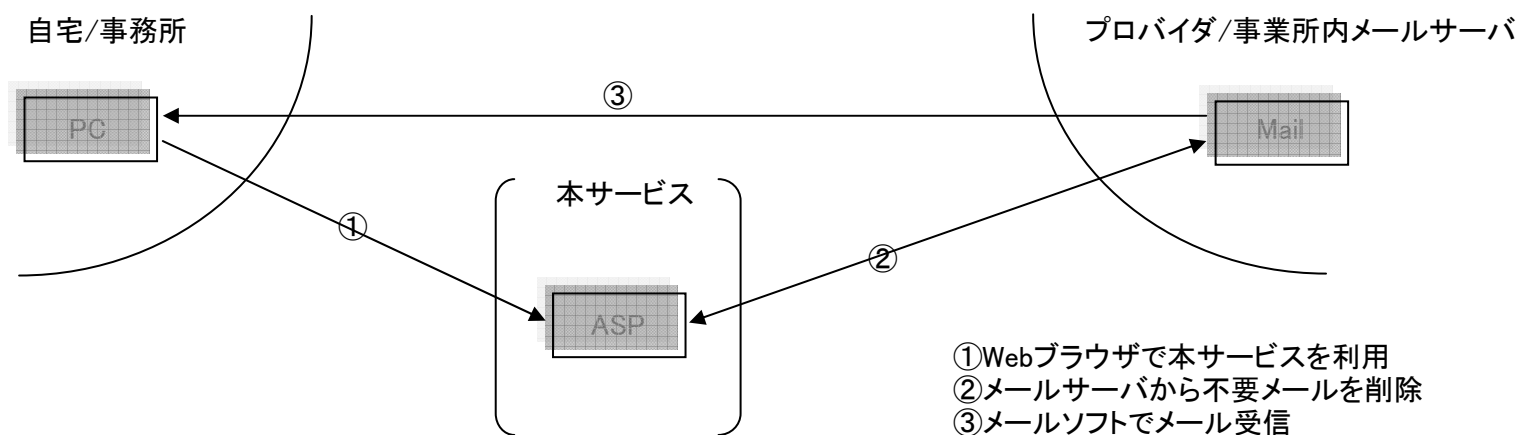 自宅/事務所
プロバイダ/事業所内メールサーバ
③
PC
Mail
本サービス
①
②
ASP
①Webブラウザで本サービスを利用
②メールサーバから不要メールを削除
③メールソフトでメール受信